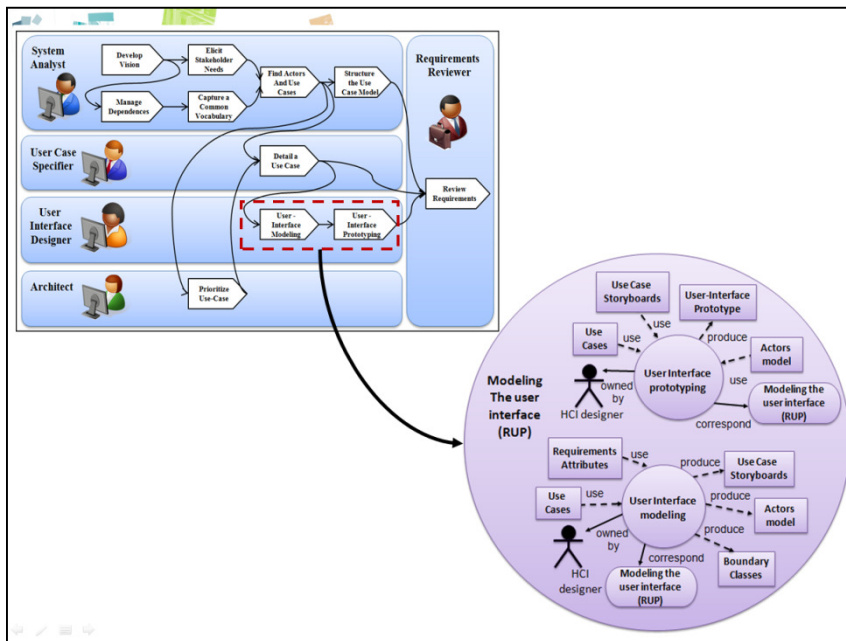 System
Analyst
Develop
Vision
Elicit
Stakeholder
Needs
Find Actors
And Use
Cases
Structure
the Use
Case Model
Manage
Dependences
Capture a
Common
Vocabulary
Requirements
Reviewer
Review
Requirements
User Case
Specifier
Detail a
Use Case
User
Interface
Designer
User -
Interface
Modeling
User -
Interface
Prototyping
Architect
Prioritize
Use-Case
Modeling
The user
interface
(RUP)
Use Case
Storyboards
User-Interface
Prototype
use
produce
Use
Cases
use
Actors
model
User Interface
prototyping
use
owned
by
HCI designer
Modeling the
user interface
(RUP)
correspond
Requirements
Attributes
use
produce
Use Case
Storyboards
Use
Cases
use
User Interface
modeling
produce
Actors
model
owned
by
produce
HCI
designer
correspond
Modeling the
user interface
(RUP)
Boundary
Classes